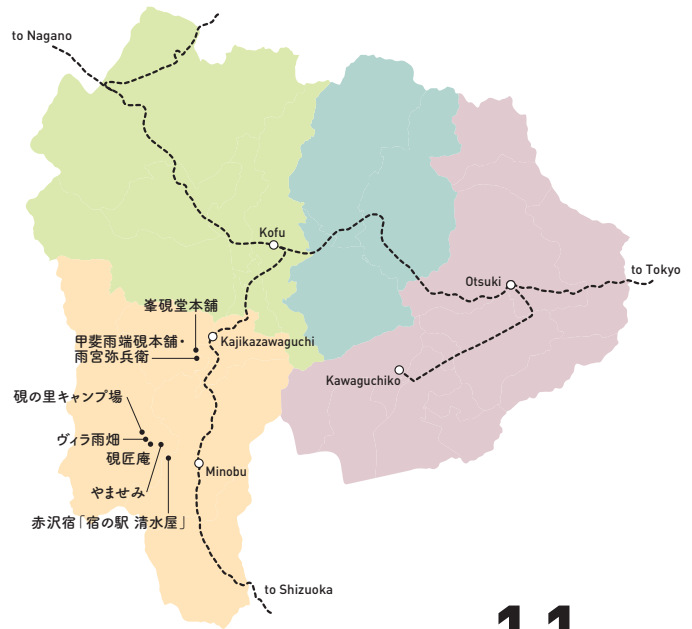 to Nagano
Kofu
to Tokyo
Otsuki
峯硯堂本舗
甲斐雨端硯本舗・
雨宮弥兵衛
Kajikazawaguchi
Kawaguchiko
硯の里キャンプ場
ヴィラ雨畑
硯匠庵
やませみ
Minobu
赤沢宿「宿の駅 清水屋」
to Shizuoka
11